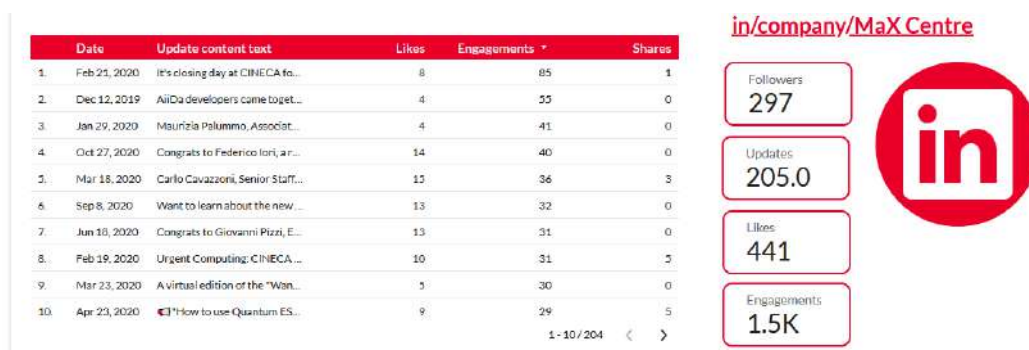 in/company/MaX Centre
Date Update content text Likes Engagements Shares
1. Feb 21, 2020 It's closing day at CINECA fo... 8 85 1
2. Dec 12, 2019 AiiDa developers came toget... 4 55 0
3. Jan 29, 2020 Maurizia Palummo, Associat... 4 41 0
4. Oct 27, 2020 Congrats to Federico Iori, a r... 14 40 0
5. Mar 18, 2020 Carlo Cavazzoni, Senior Staff... 15 36 3
6. Sep 8, 2020 Want to learn about the new ... 13 32 0
7. Jun 18, 2020 Congrats to Giovanni Pizzi, E... 13 31 0
8. Feb 19, 2020 Urgent Computing: CINECA ... 10 31 5
9. Mar 23, 2020 A virtual edition of the "Wan... 5 30 0
10. Apr 23, 2020 "How to use Quantum ES... 9 29 5
1 - 10 / 204
Followers
297
Updates
205.0
Likes
441
Engagements
1.5K
in